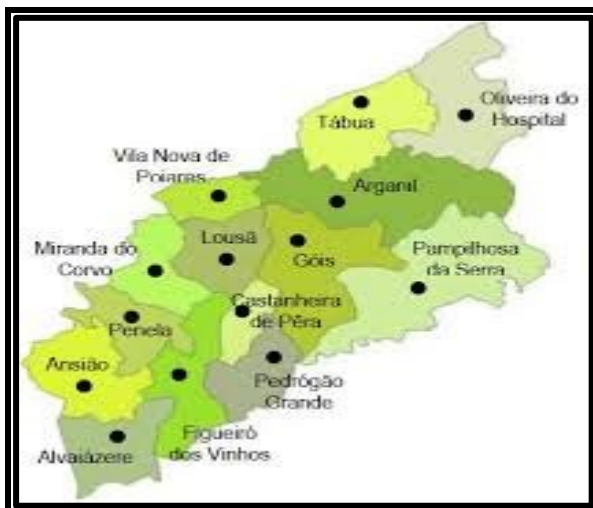 Oliveira do
Hospital
Tábua
Vila Nova de
Poiares
Arganil
Lousã
Góis
Miranda do
Corvo
Pampilhosa
da Serra
Castanheira
de Pêra
Penela
Ansião
Pedrógão
Grande
Figueiró
dos Vinhos
Alvaiázere